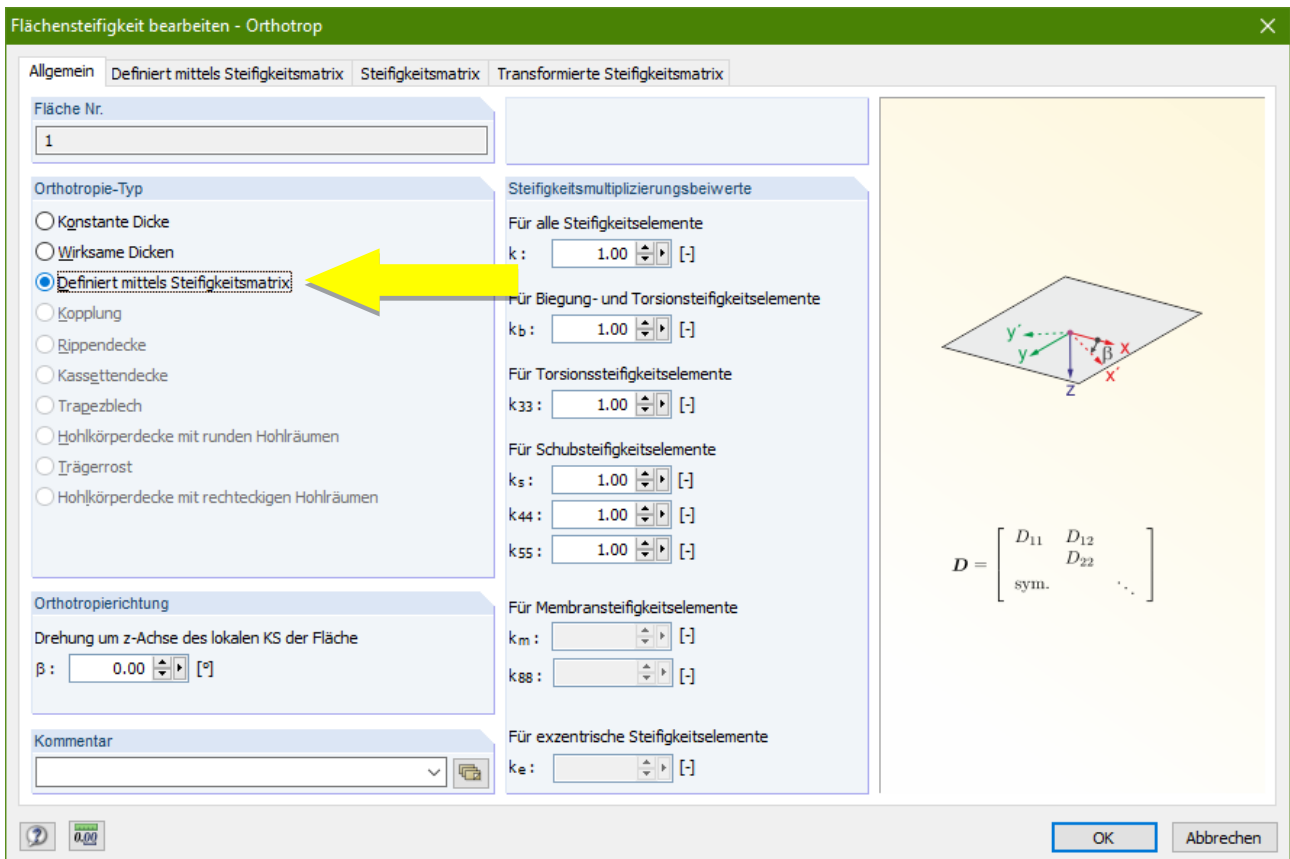 Flächensteifigkeit bearbeiten - Orthotrop
Allgemein Definiert mittels Steifigkeitsmatrix Steifigkeitsmatrix Transformierte Steifigkeitsmatrix
Fläche Nr.
1
Orthotropie-Typ
Konstante Dicke
Wirksame Dicken
Definiert mittels Steifigkeitsmatrix
Kopplung
Rippendecke
Kassettendecke
Trapezblech
Hohlkörperdecke mit runden Hohlräumen
Trägerrost
Hohlkörperdecke mit rechteckigen Hohlräumen
Orthotropierichtung
Drehung um z-Achse des lokalen KS der Fläche
β : 0.00 [°]
Kommentar
Steifigkeitsmultiplizierungsbeiwerte
Für alle Steifigkeitselemente
k : 1.00 [-]
Für Biegung- und Torsionsteifigkeitselemente
kb : 1.00 [-]
Für Torsionssteifigkeitselemente
k33 : 1.00 [-]
Für Schubsteifigkeitselemente
ks : 1.00 [-]
k44 : 1.00 [-]
k55 : 1.00 [-]
Für Membransteifigkeitselemente
km : [-]
k88 : [-]
Für exzentrische Steifigkeitselemente
ke : [-]
y´
y
β
x
x´
z
D11 D12
D =
D22
sym. ⋱
0.00
OK Abbrechen